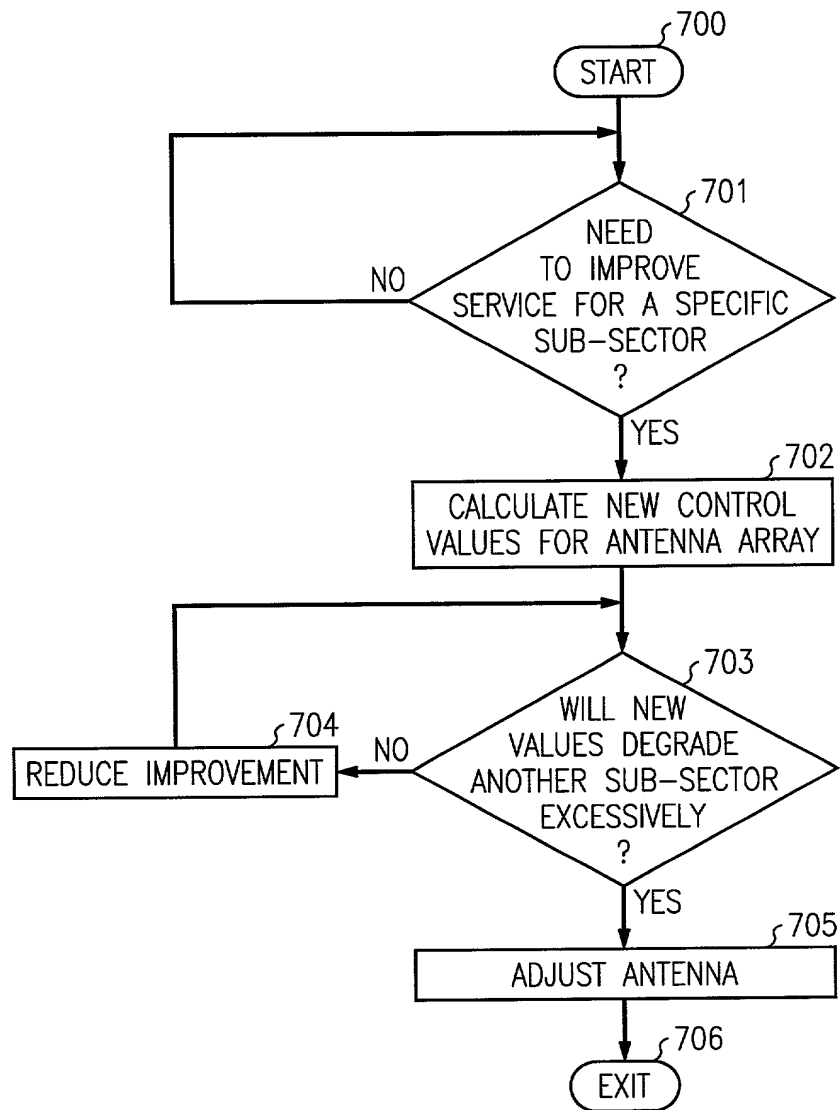 700
START
701
NEED
TO IMPROVE
SERVICE FOR A SPECIFIC
SUB-SECTOR
?
NO
YES
702
CALCULATE NEW CONTROL
VALUES FOR ANTENNA ARRAY
703
WILL NEW
VALUES DEGRADE
ANOTHER SUB-SECTOR
EXCESSIVELY
?
NO
704
REDUCE IMPROVEMENT
YES
705
ADJUST ANTENNA
706
EXIT